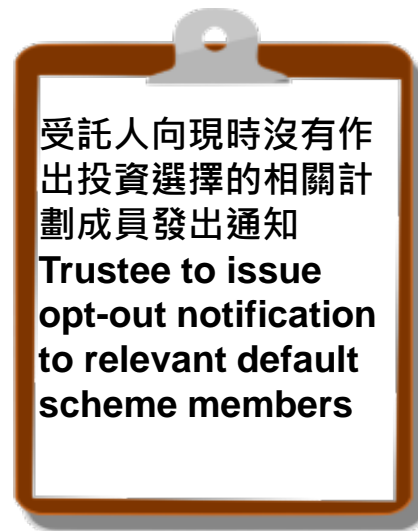 受託人向現時沒有作
出投資選擇的相關計
劃成員發出通知
Trustee to issue
opt-out notification
to relevant default
scheme members